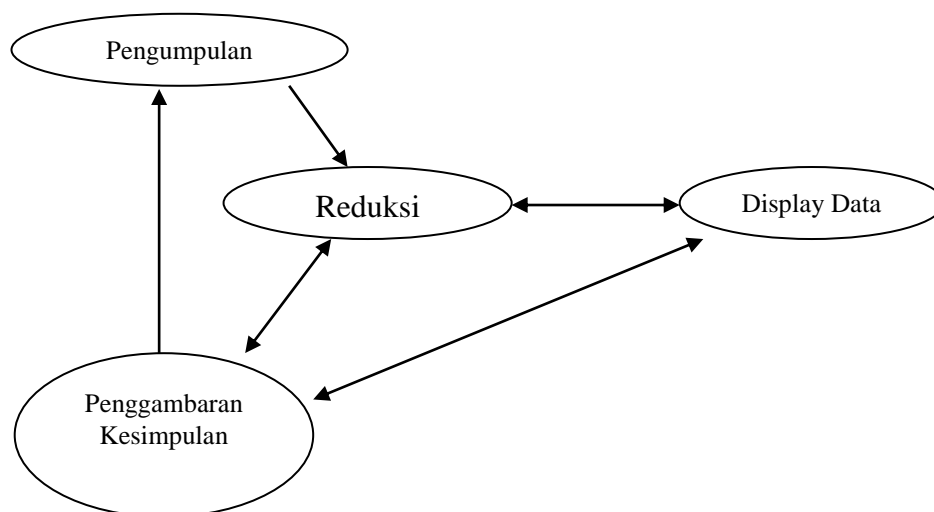 Pengumpulan
Reduksi
Display Data
Penggambaran
Kesimpulan